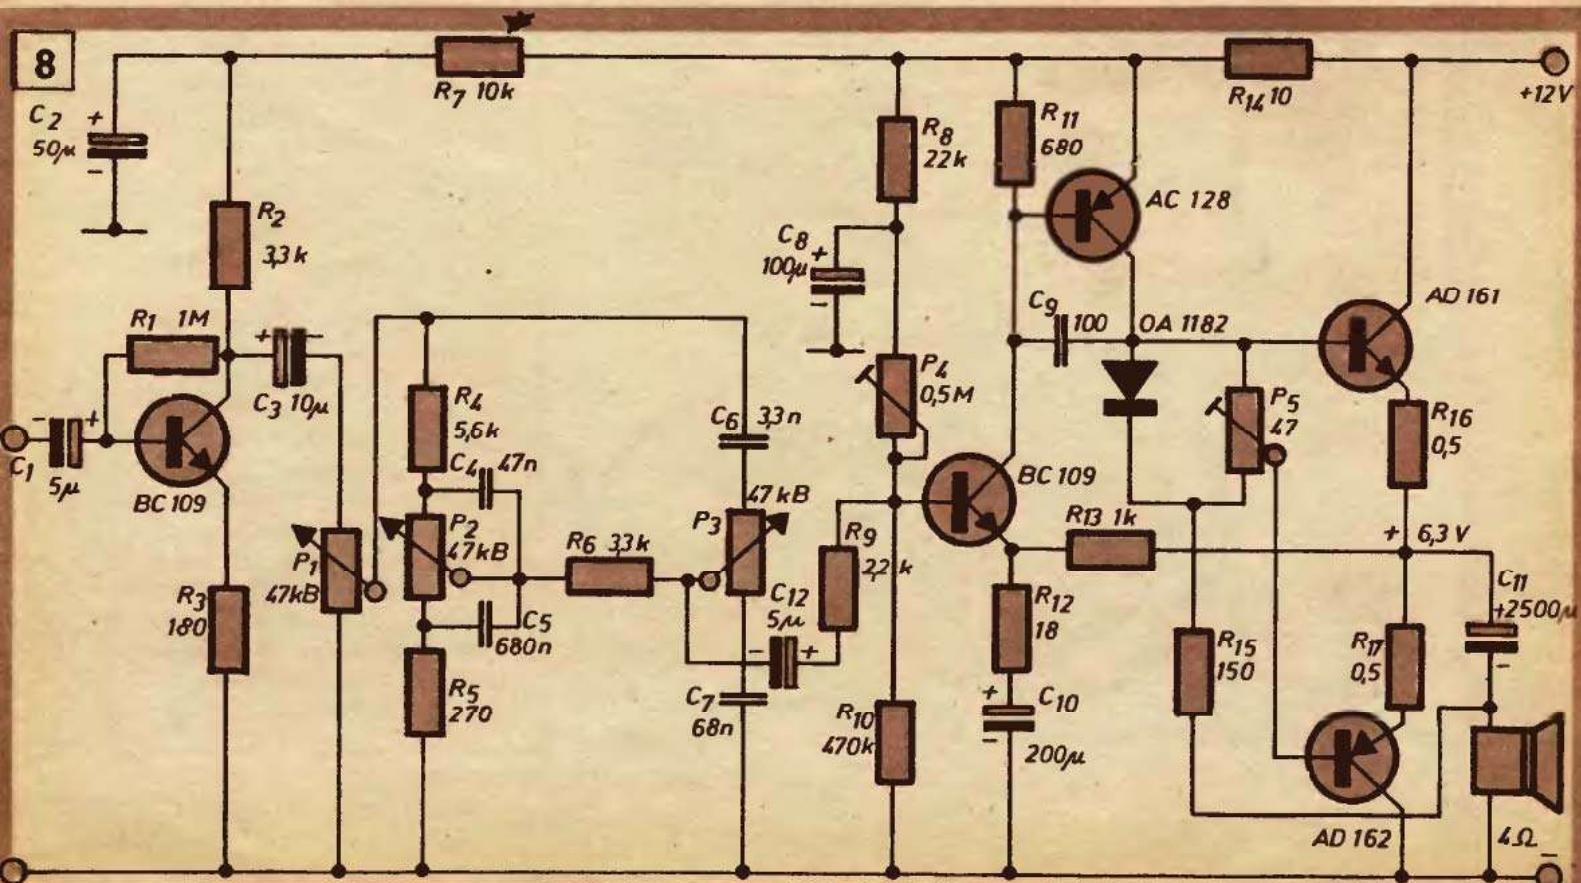 8
C2
50µ
+
-
R7 10k
R2
3,3k
R1 1M
+
-
C3 10µ
-
+
C1
5µ
BC 109
R3
180
P1
47kB
R4
5,6k
C4
47n
P2
47kB
C5
680n
R5
270
R6 3,3k
C6 3,3n
47kB
P3
C12
5µ
-
+
C7
68n
R8
22k
C8
100µ
+
-
P4
0,5M
R9
2,2k
R10
470k
BC 109
R11
680
AC 128
C9
100
OA 1182
R13 1k
R12
18
+
C10
-
200µ
R14 10
+12V
AD 161
P5
47
R16
0,5
+ 6,3V
R15
150
R17
0,5
C11
+2500µ
-
AD 162
4Ω
-